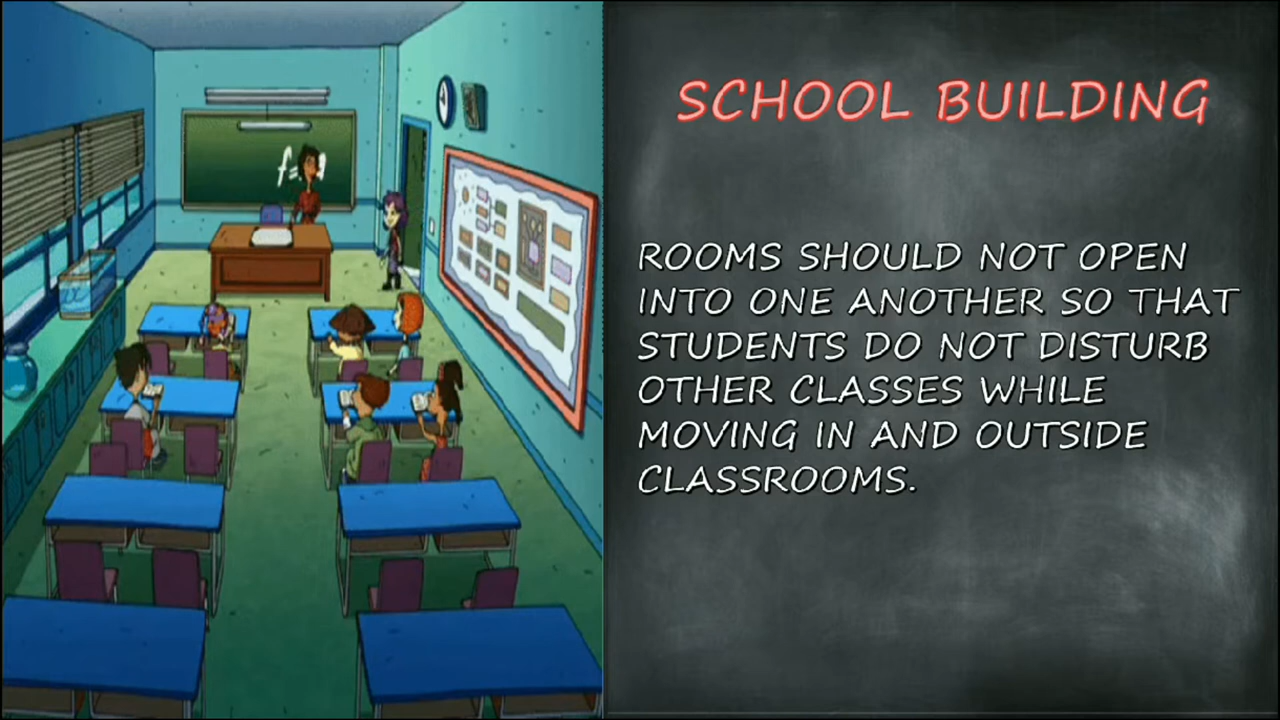 SCHOOL BUILDING
ROOMS SHOULD NOT OPEN
INTO ONE ANOTHER SO THAT
STUDENTS DO NOT DISTURB
OTHER CLASSES WHILE
MOVING IN AND OUTSIDE
CLASSROOMS.